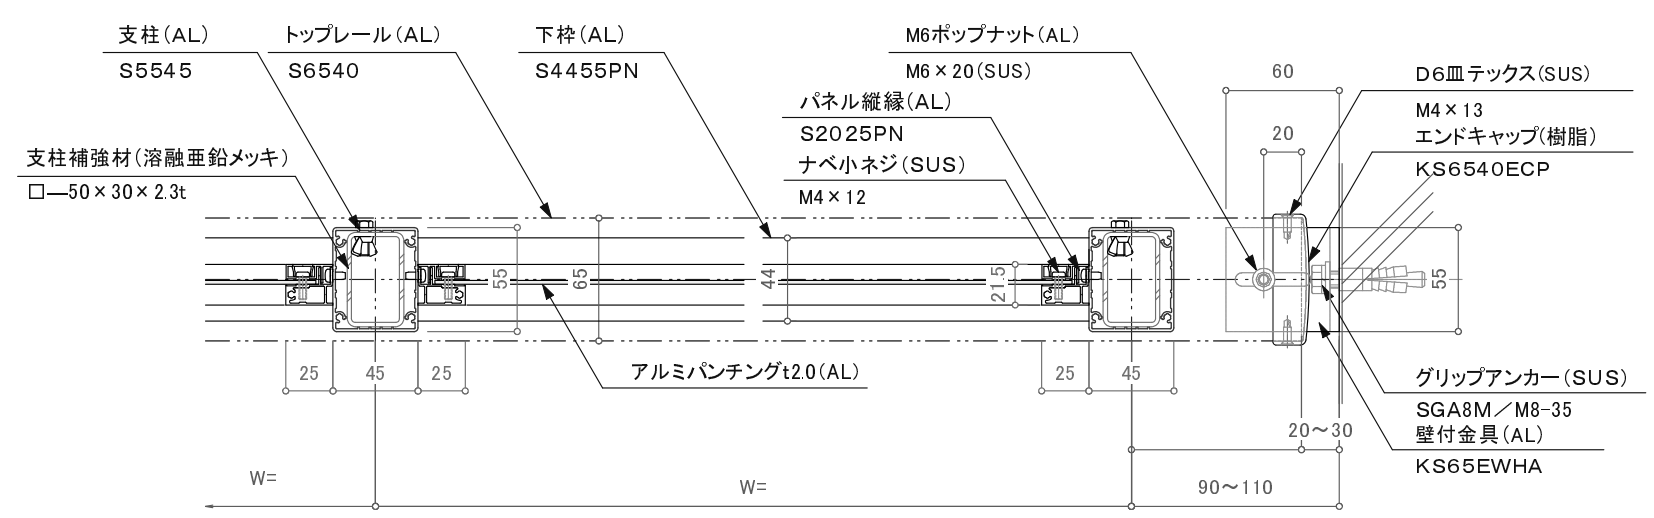 支柱(AL)
S5545
トップレール(AL)
S6540
下枠(AL)
S4455PN
M6ポップナット(AL)
M6×20(SUS)
パネル縦縁(AL)
S2025PN
ナベ小ネジ(SUS)
M4×12
60
20
D6皿テックス(SUS)
M4×13
エンドキャップ(樹脂)
KS6540ECP
支柱補強材(溶融亜鉛メッキ)
□―50×30×2.3t
55
65
44
21.5
55
25
45
25
アルミパンチングt2.0(AL)
25
45
グリップアンカー(SUS)
SGA8M/M8-35
20~30
壁付金具(AL)
KS65EWHA
W=
W=
90~110